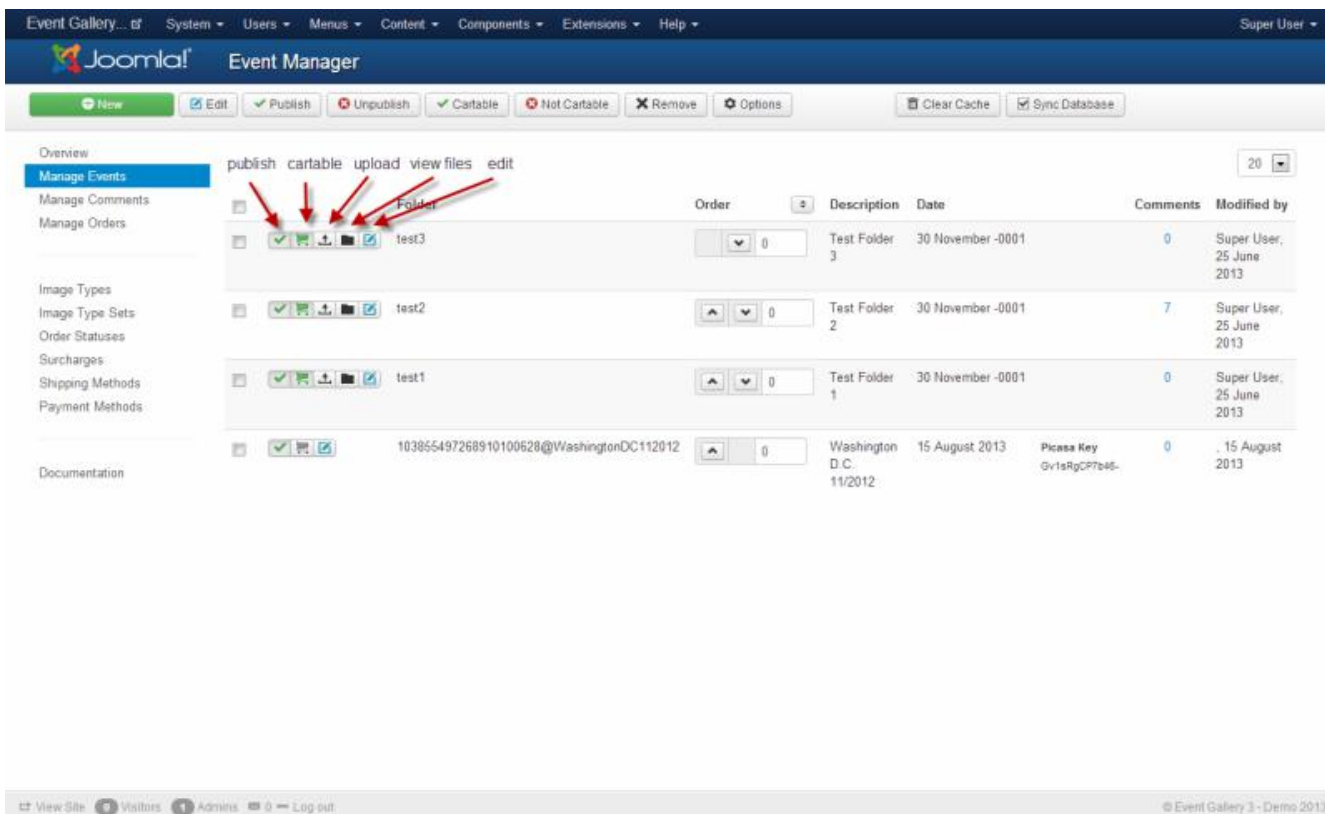 Event Gallery... System Users Menus Content Components Extensions Help Super User
Joomla! Event Manager
New Edit Publish Unpublish Cartable Not Cartable Remove Options Clear Cache Sync Database
Overview
Manage Events
Manage Comments
Manage Orders
Image Types
Image Type Sets
Order Statuses
Surcharges
Shipping Methods
Payment Methods
Documentation
publish cartable upload view files edit
20
Folder Order Description Date Comments Modified by
test3 0 Test Folder 30 November -0001 0 Super User,
3 25 June
2013
test2 0 Test Folder 30 November -0001 7 Super User,
2 25 June
2013
test1 0 Test Folder 30 November -0001 0 Super User,
1 25 June
2013
103855497268910100628@WashingtonDC112012 0 Washington 15 August 2013 Picasa Key 0 , 15 August
D.C. 2013
11/2012
View Site 0 Visitors 1 Admins 0 Log out © Event Gallery 3 - Demo 2013